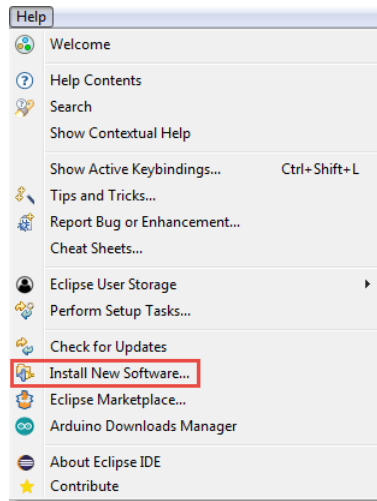 Help
Welcome
Help Contents
Search
Show Contextual Help
Show Active Keybindings... Ctrl+Shift+L
Tips and Tricks...
Report Bug or Enhancement...
Cheat Sheets...
Eclipse User Storage
Perform Setup Tasks...
Check for Updates
Install New Software...
Eclipse Marketplace...
Arduino Downloads Manager
About Eclipse IDE
Contribute